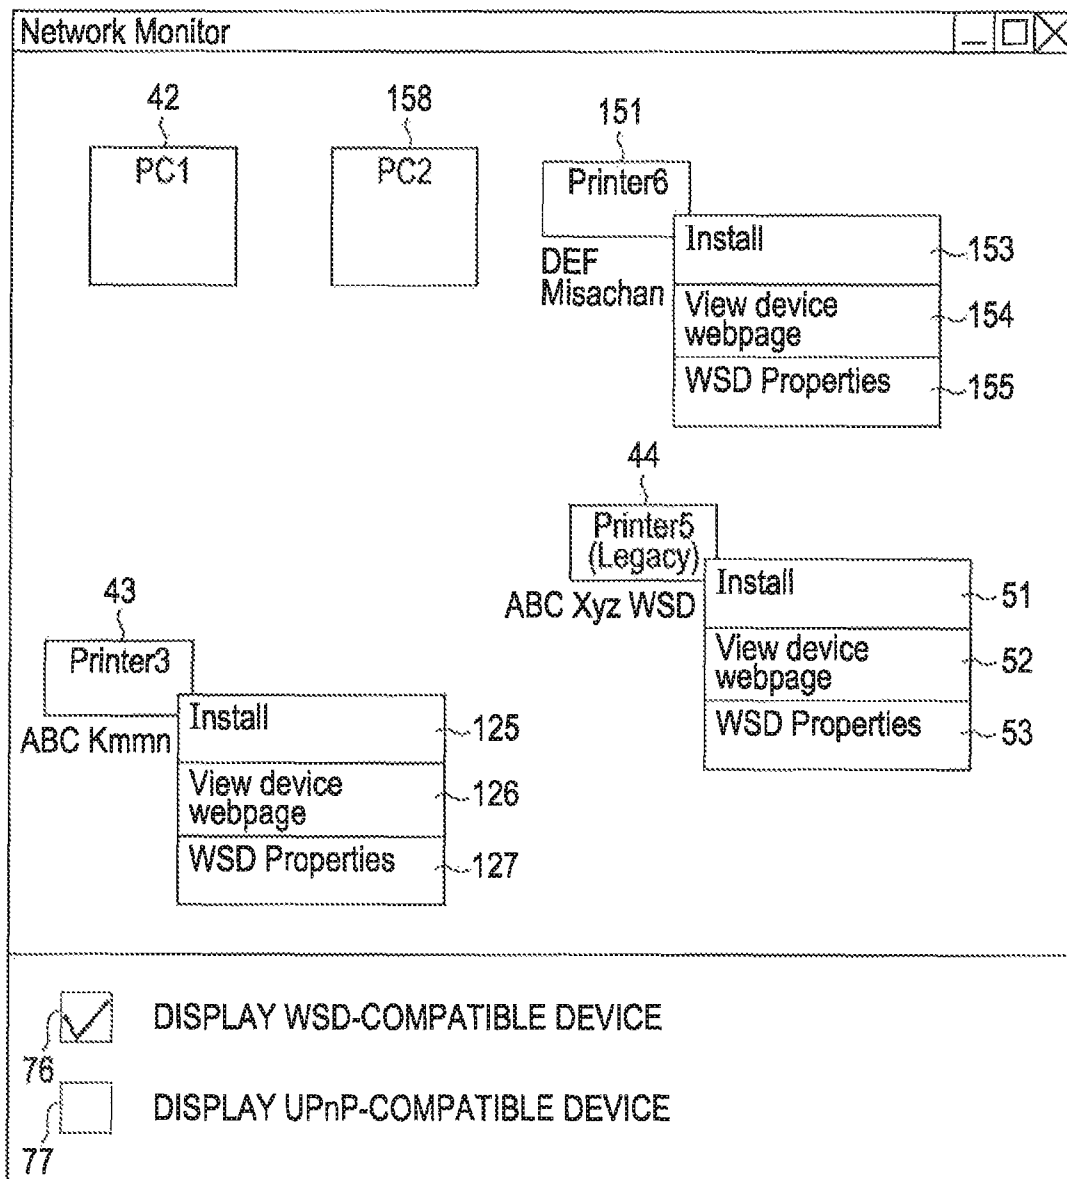 Network Monitor
42
158
151
PC1
PC2
Printer6
DEF
Misachan
Install
153
View device
webpage
154
WSD Properties
155
44
Printer5
(Legacy)
ABC Xyz WSD
Install
51
View device
webpage
52
WSD Properties
53
43
Printer3
ABC Kmmn
Install
125
View device
webpage
126
WSD Properties
127
76
DISPLAY WSD-COMPATIBLE DEVICE
77
DISPLAY UPnP-COMPATIBLE DEVICE